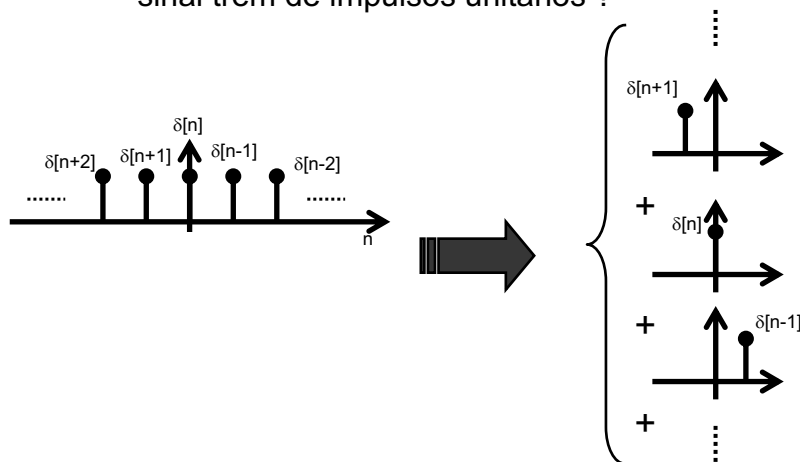 sinal trem de impulsos unitários ?
δ[n+1]
δ[n]
δ[n+2] δ[n+1] δ[n-1] δ[n-2]
n
+
δ[n]
+
δ[n-1]
+